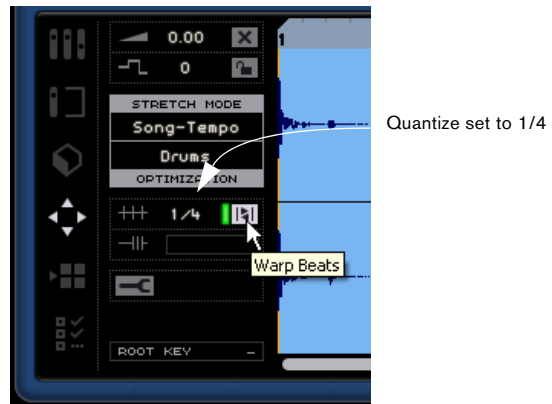 0.00
1
0
STRETCH MODE
Song-Tempo
Quantize set to 1/4
Drums
OPTIMIZATION
1/4
Warp Beats
ROOT KEY –